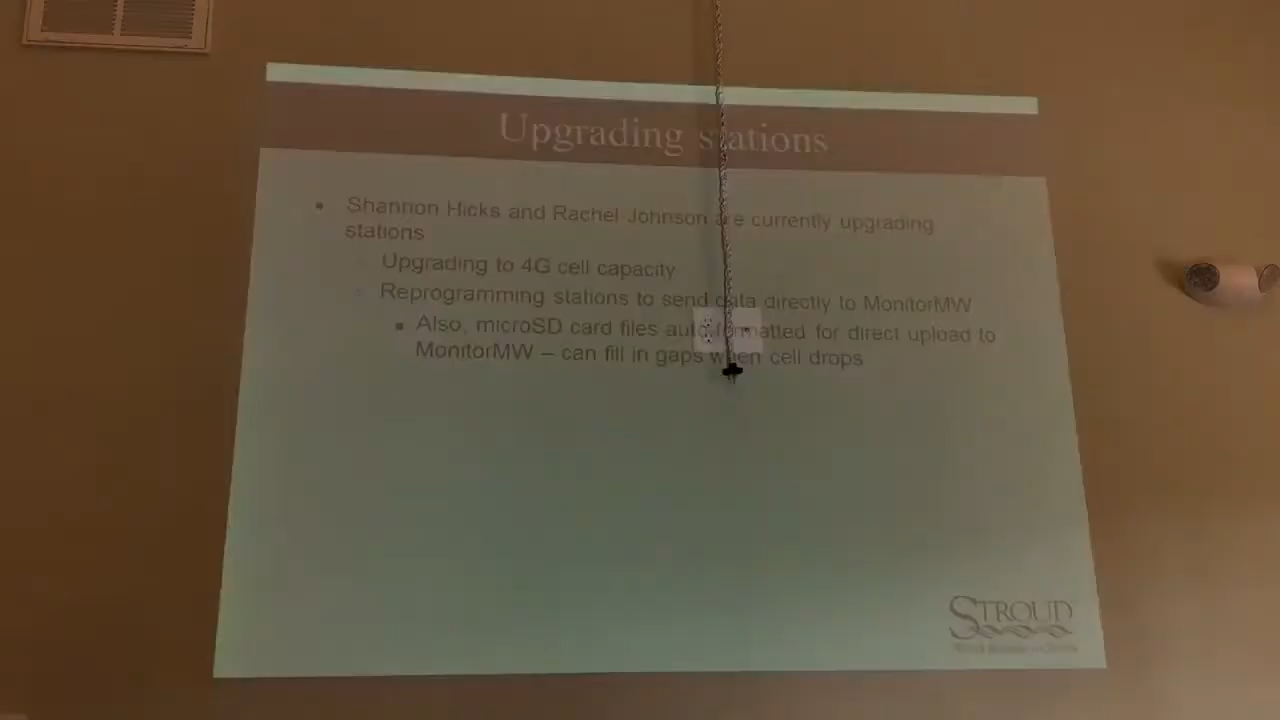 Upgrading stations
Shannon Hicks and Rachel Johnson are currently upgrading
stations
Upgrading to 4G cell capacity
Reprogramming stations to send data directly to MonitorMW
Also, microSD card files auto-formatted for direct upload to
MonitorMW – can fill in gaps when cell drops
STROUD